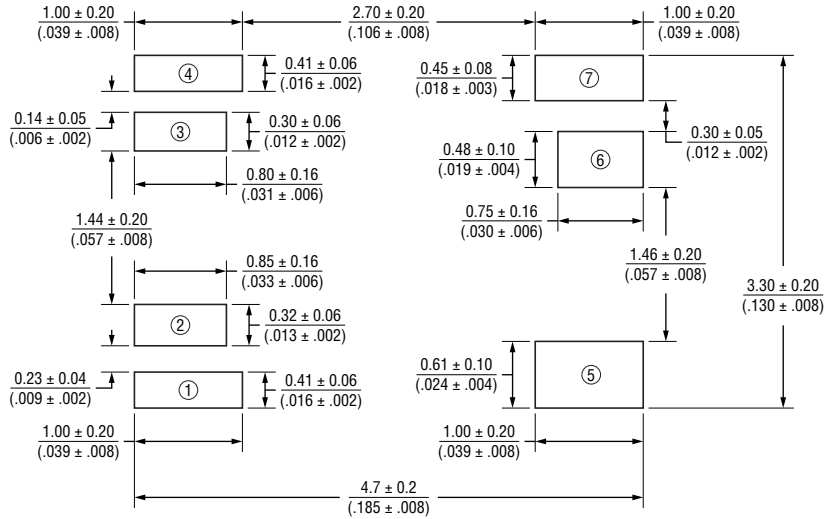 1.00 ± 0.20
(.039 ± .008)
2.70 ± 0.20
(.106 ± .008)
1.00 ± 0.20
(.039 ± .008)
④
0.41 ± 0.06
(.016 ± .002)
0.45 ± 0.08
(.018 ± .003)
⑦
0.14 ± 0.05
(.006 ± .002)
③
0.30 ± 0.06
(.012 ± .002)
0.48 ± 0.10
(.019 ± .004)
⑥
0.30 ± 0.05
(.012 ± .002)
0.80 ± 0.16
(.031 ± .006)
0.75 ± 0.16
(.030 ± .006)
1.44 ± 0.20
(.057 ± .008)
0.85 ± 0.16
(.033 ± .006)
1.46 ± 0.20
(.057 ± .008)
3.30 ± 0.20
(.130 ± .008)
②
0.32 ± 0.06
(.013 ± .002)
0.23 ± 0.04
(.009 ± .002)
①
0.41 ± 0.06
(.016 ± .002)
0.61 ± 0.10
(.024 ± .004)
⑤
1.00 ± 0.20
(.039 ± .008)
1.00 ± 0.20
(.039 ± .008)
4.7 ± 0.2
(.185 ± .008)